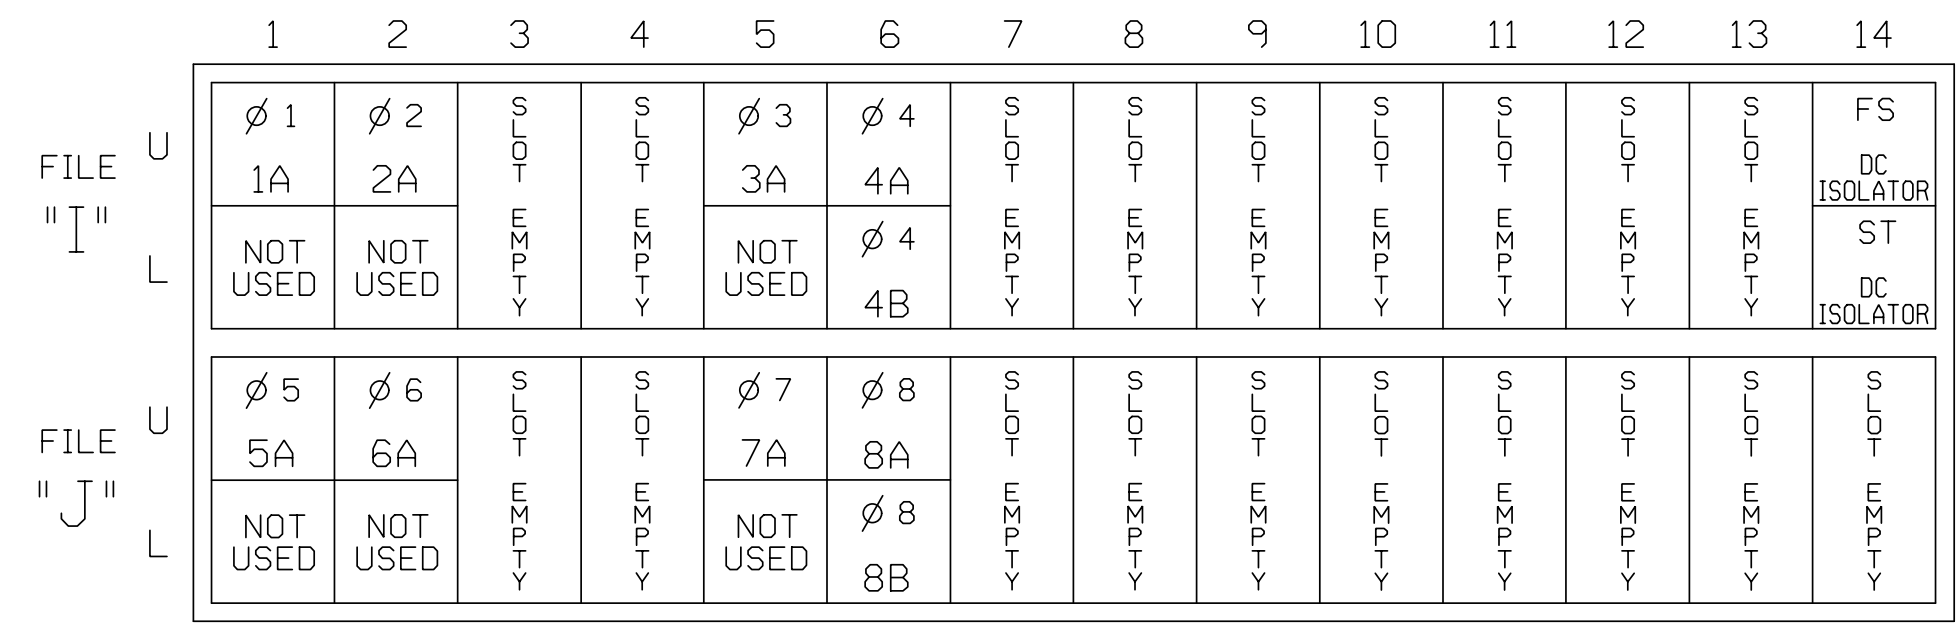 1 2 3 4 5 6 7 8 9 10 11 12 13 14
FILE
"I"
U
L
Ø 1
1A
NOT
USED
Ø 2
2A
NOT
USED
SLOT EMPTY
SLOT EMPTY
Ø 3
3A
NOT
USED
Ø 4
4A
Ø 4
4B
SLOT EMPTY
SLOT EMPTY
SLOT EMPTY
SLOT EMPTY
SLOT EMPTY
SLOT EMPTY
SLOT EMPTY
FS
DC
ISOLATOR
ST
DC
ISOLATOR
FILE
"J"
U
L
Ø 5
5A
NOT
USED
Ø 6
6A
NOT
USED
SLOT EMPTY
SLOT EMPTY
Ø 7
7A
NOT
USED
Ø 8
8A
Ø 8
8B
SLOT EMPTY
SLOT EMPTY
SLOT EMPTY
SLOT EMPTY
SLOT EMPTY
SLOT EMPTY
SLOT EMPTY
SLOT EMPTY